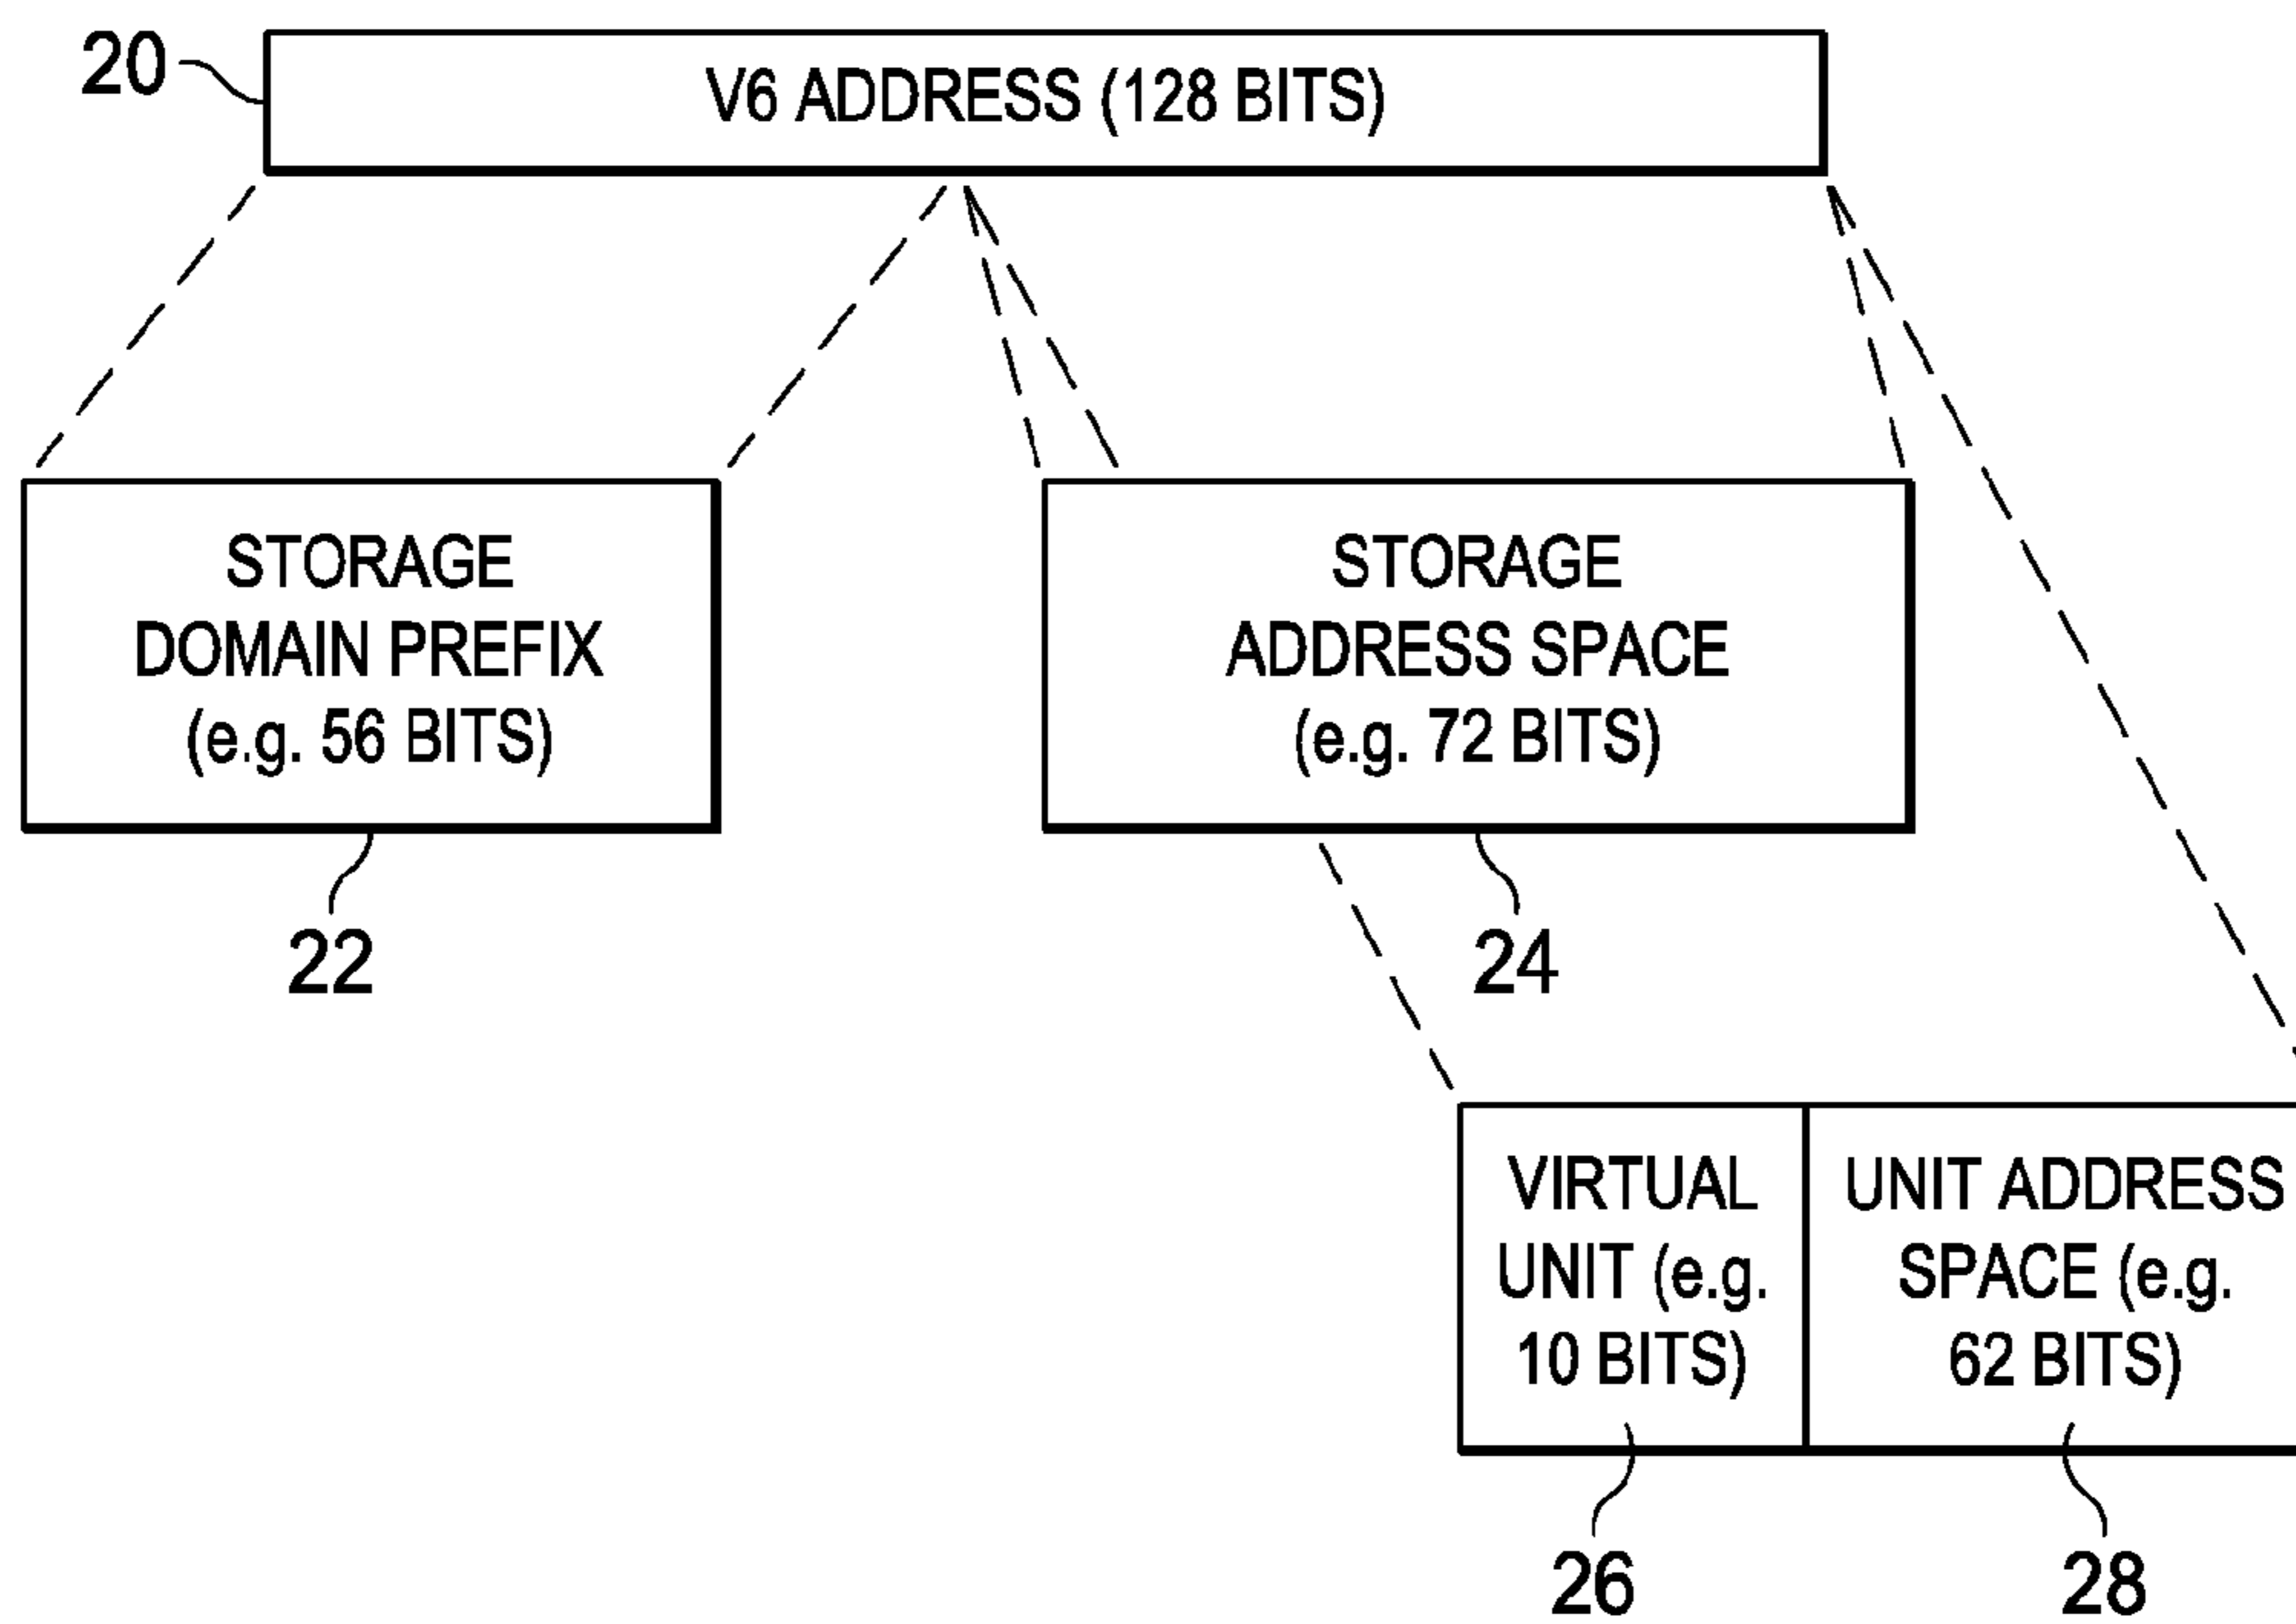 20
V6 ADDRESS (128 BITS)
STORAGE
DOMAIN PREFIX
(e.g. 56 BITS)
22
STORAGE
ADDRESS SPACE
(e.g. 72 BITS)
24
VIRTUAL
UNIT (e.g.
10 BITS)
26
UNIT ADDRESS
SPACE (e.g.
62 BITS)
28